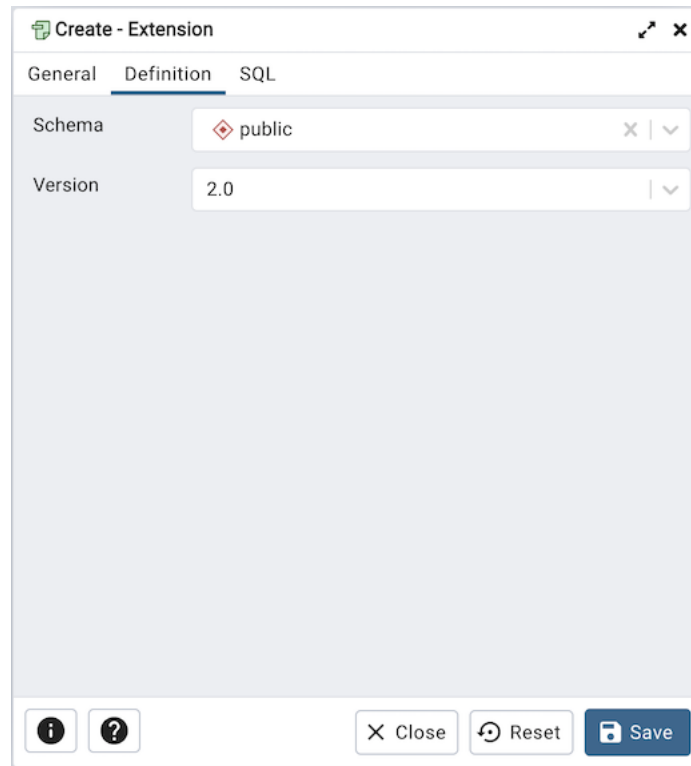 Create - Extension
General Definition SQL
Schema public
Version 2.0
Close Reset Save